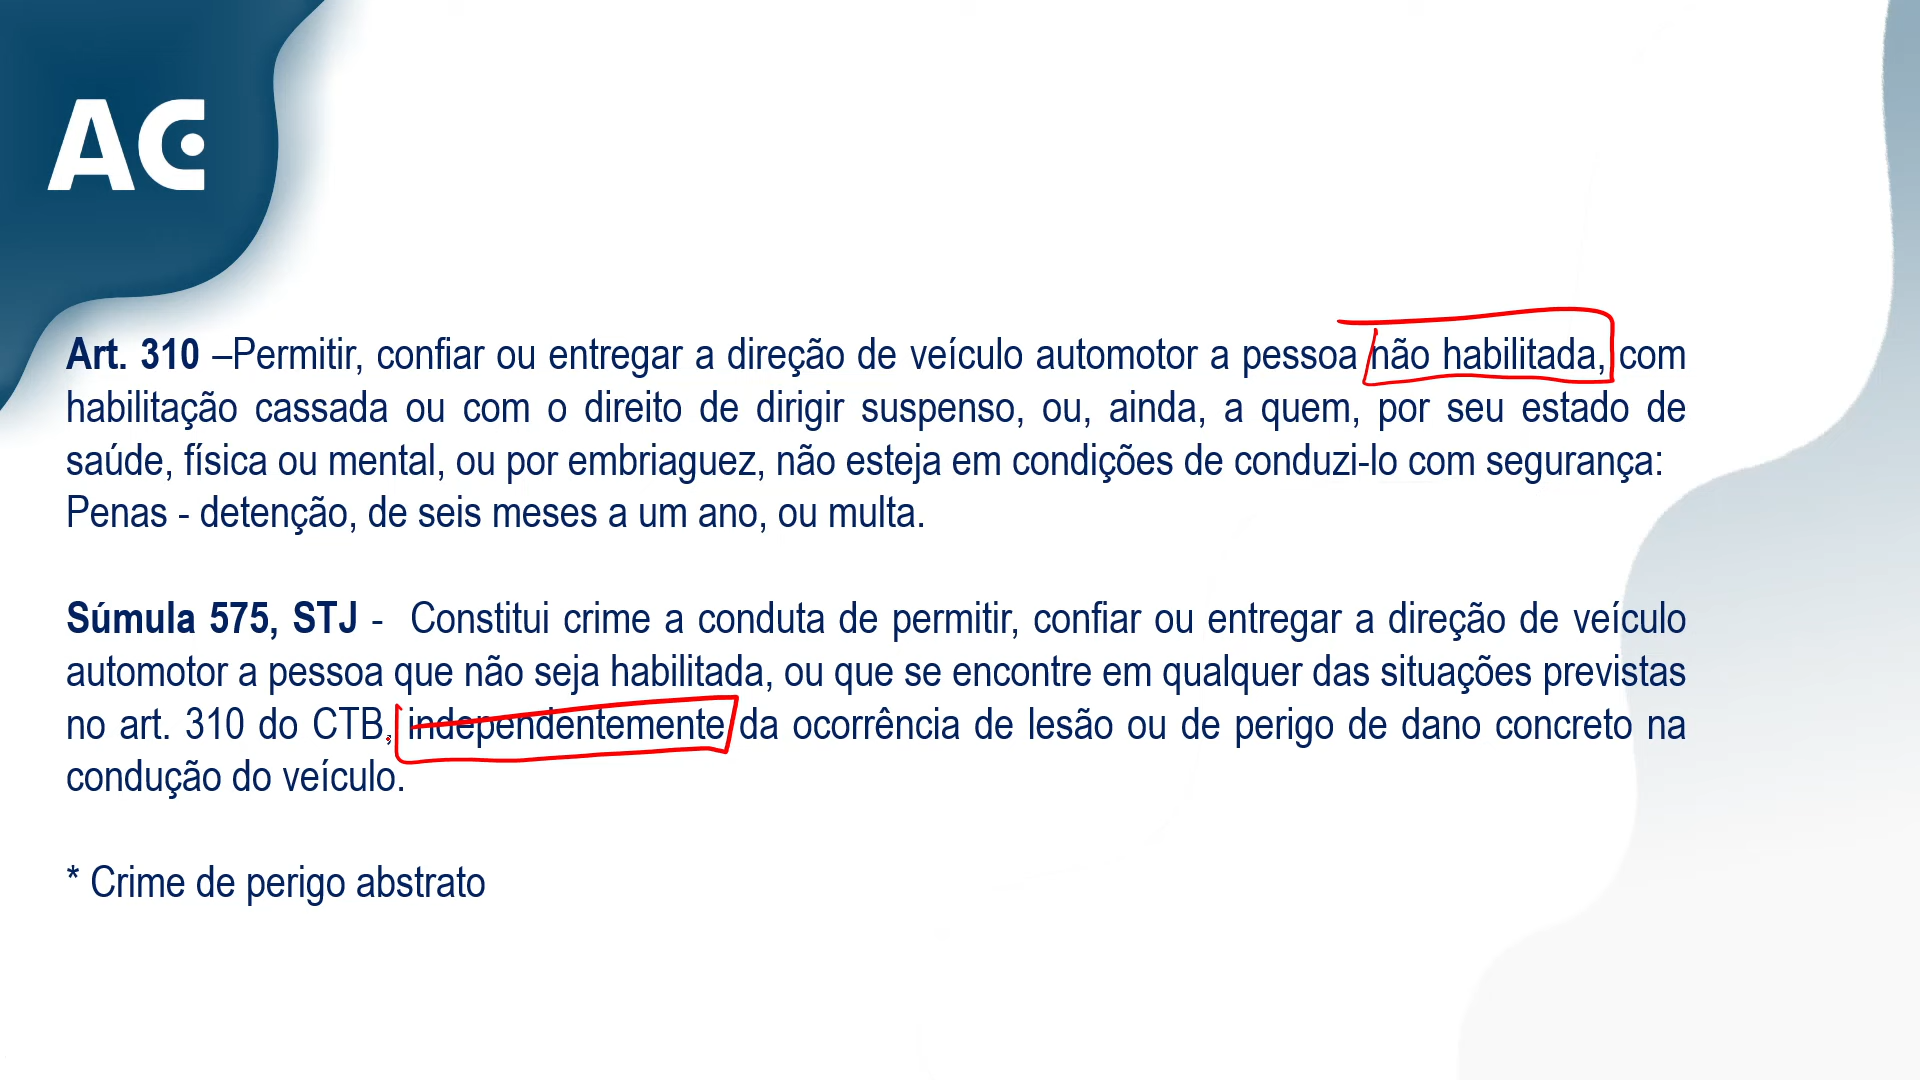 AC
Art. 310 –Permitir, confiar ou entregar a direção de veículo automotor a pessoa não habilitada, com
habilitação cassada ou com o direito de dirigir suspenso, ou, ainda, a quem, por seu estado de
saúde, física ou mental, ou por embriaguez, não esteja em condições de conduzi-lo com segurança:
Penas - detenção, de seis meses a um ano, ou multa.
Súmula 575, STJ - Constitui crime a conduta de permitir, confiar ou entregar a direção de veículo
automotor a pessoa que não seja habilitada, ou que se encontre em qualquer das situações previstas
no art. 310 do CTB, independentemente da ocorrência de lesão ou de perigo de dano concreto na
condução do veículo.
* Crime de perigo abstrato